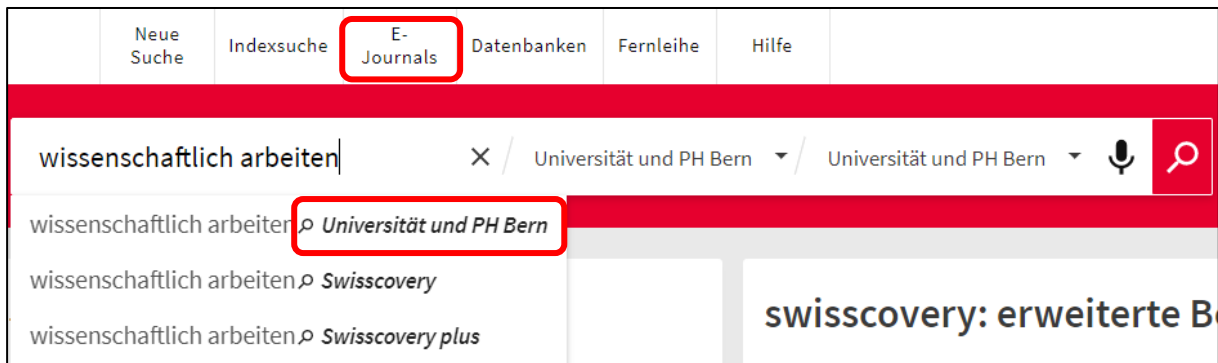 Neue Suche
Indexsuche
E-Journals
Datenbanken
Fernleihe
Hilfe
wissenschaftlich arbeiten
Universität und PH Bern
Universität und PH Bern
wissenschaftlich arbeiten Universität und PH Bern
wissenschaftlich arbeiten Swisscovery
wissenschaftlich arbeiten Swisscovery plus
swisscovery: erweiterte